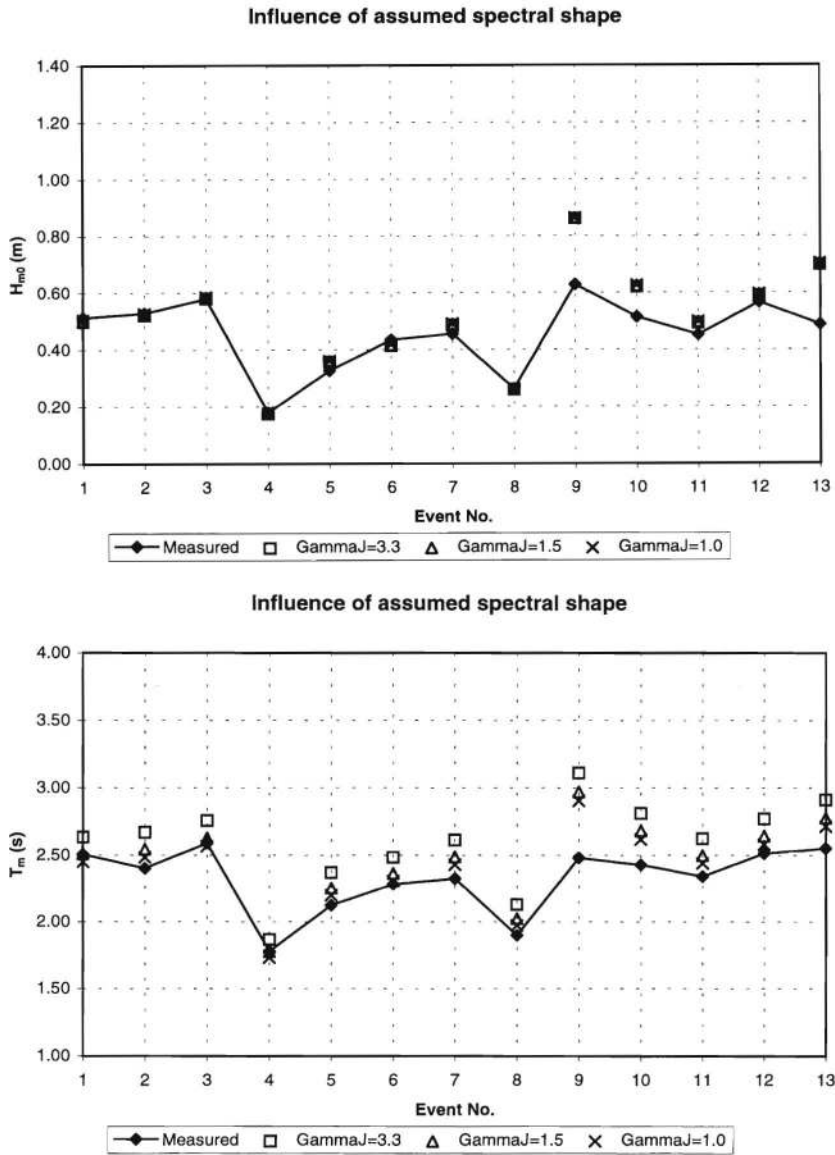 Influence of assumed spectral shape
1.40
1.20
1.00
0.80
0.60
0.40
0.20
0.00
Hm0 (m)
1 2 3 4 5 6 7 8 9 10 11 12 13
Event No.
Measured GammaJ=3.3 GammaJ=1.5 GammaJ=1.0
Influence of assumed spectral shape
4.00
3.50
3.00
2.50
2.00
1.50
1.00
Tm (s)
1 2 3 4 5 6 7 8 9 10 11 12 13
Event No.
Measured GammaJ=3.3 GammaJ=1.5 GammaJ=1.0